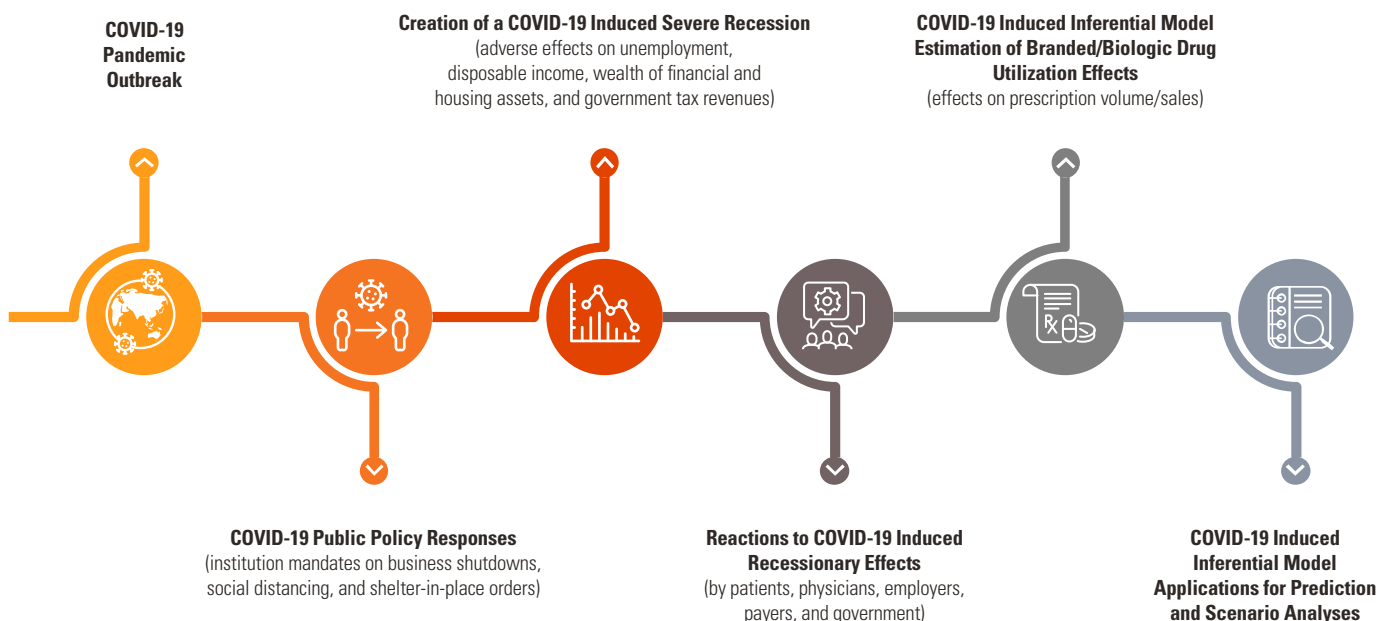 COVID-19
Pandemic
Outbreak
COVID-19 Public Policy Responses
(institution mandates on business shutdowns,
social distancing, and shelter-in-place orders)
Creation of a COVID-19 Induced Severe Recession
(adverse effects on unemployment,
disposable income, wealth of financial and
housing assets, and government tax revenues)
Reactions to COVID-19 Induced
Recessionary Effects
(by patients, physicians, employers,
payers, and government)
COVID-19 Induced Inferential Model
Estimation of Branded/Biologic Drug
Utilization Effects
(effects on prescription volume/sales)
Rx
COVID-19 Induced
Inferential Model
Applications for Prediction
and Scenario Analyses